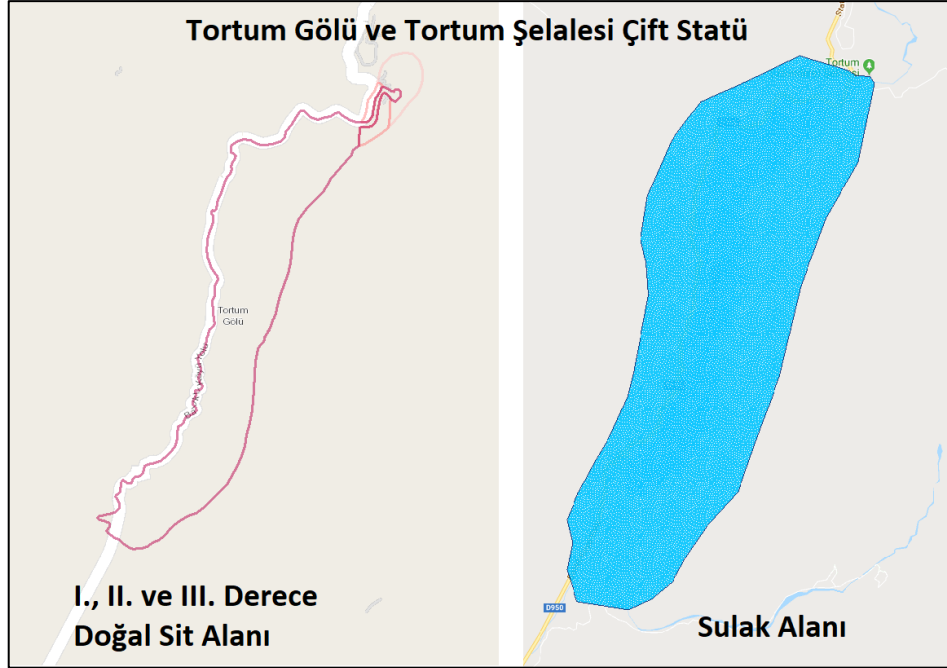 Tortum Gölü ve Tortum Şelalesi Çift Statü
Tortum
Tortum
Gölü
I., II. ve III. Derece
Doğal Sit Alanı
D950
Sulak Alanı